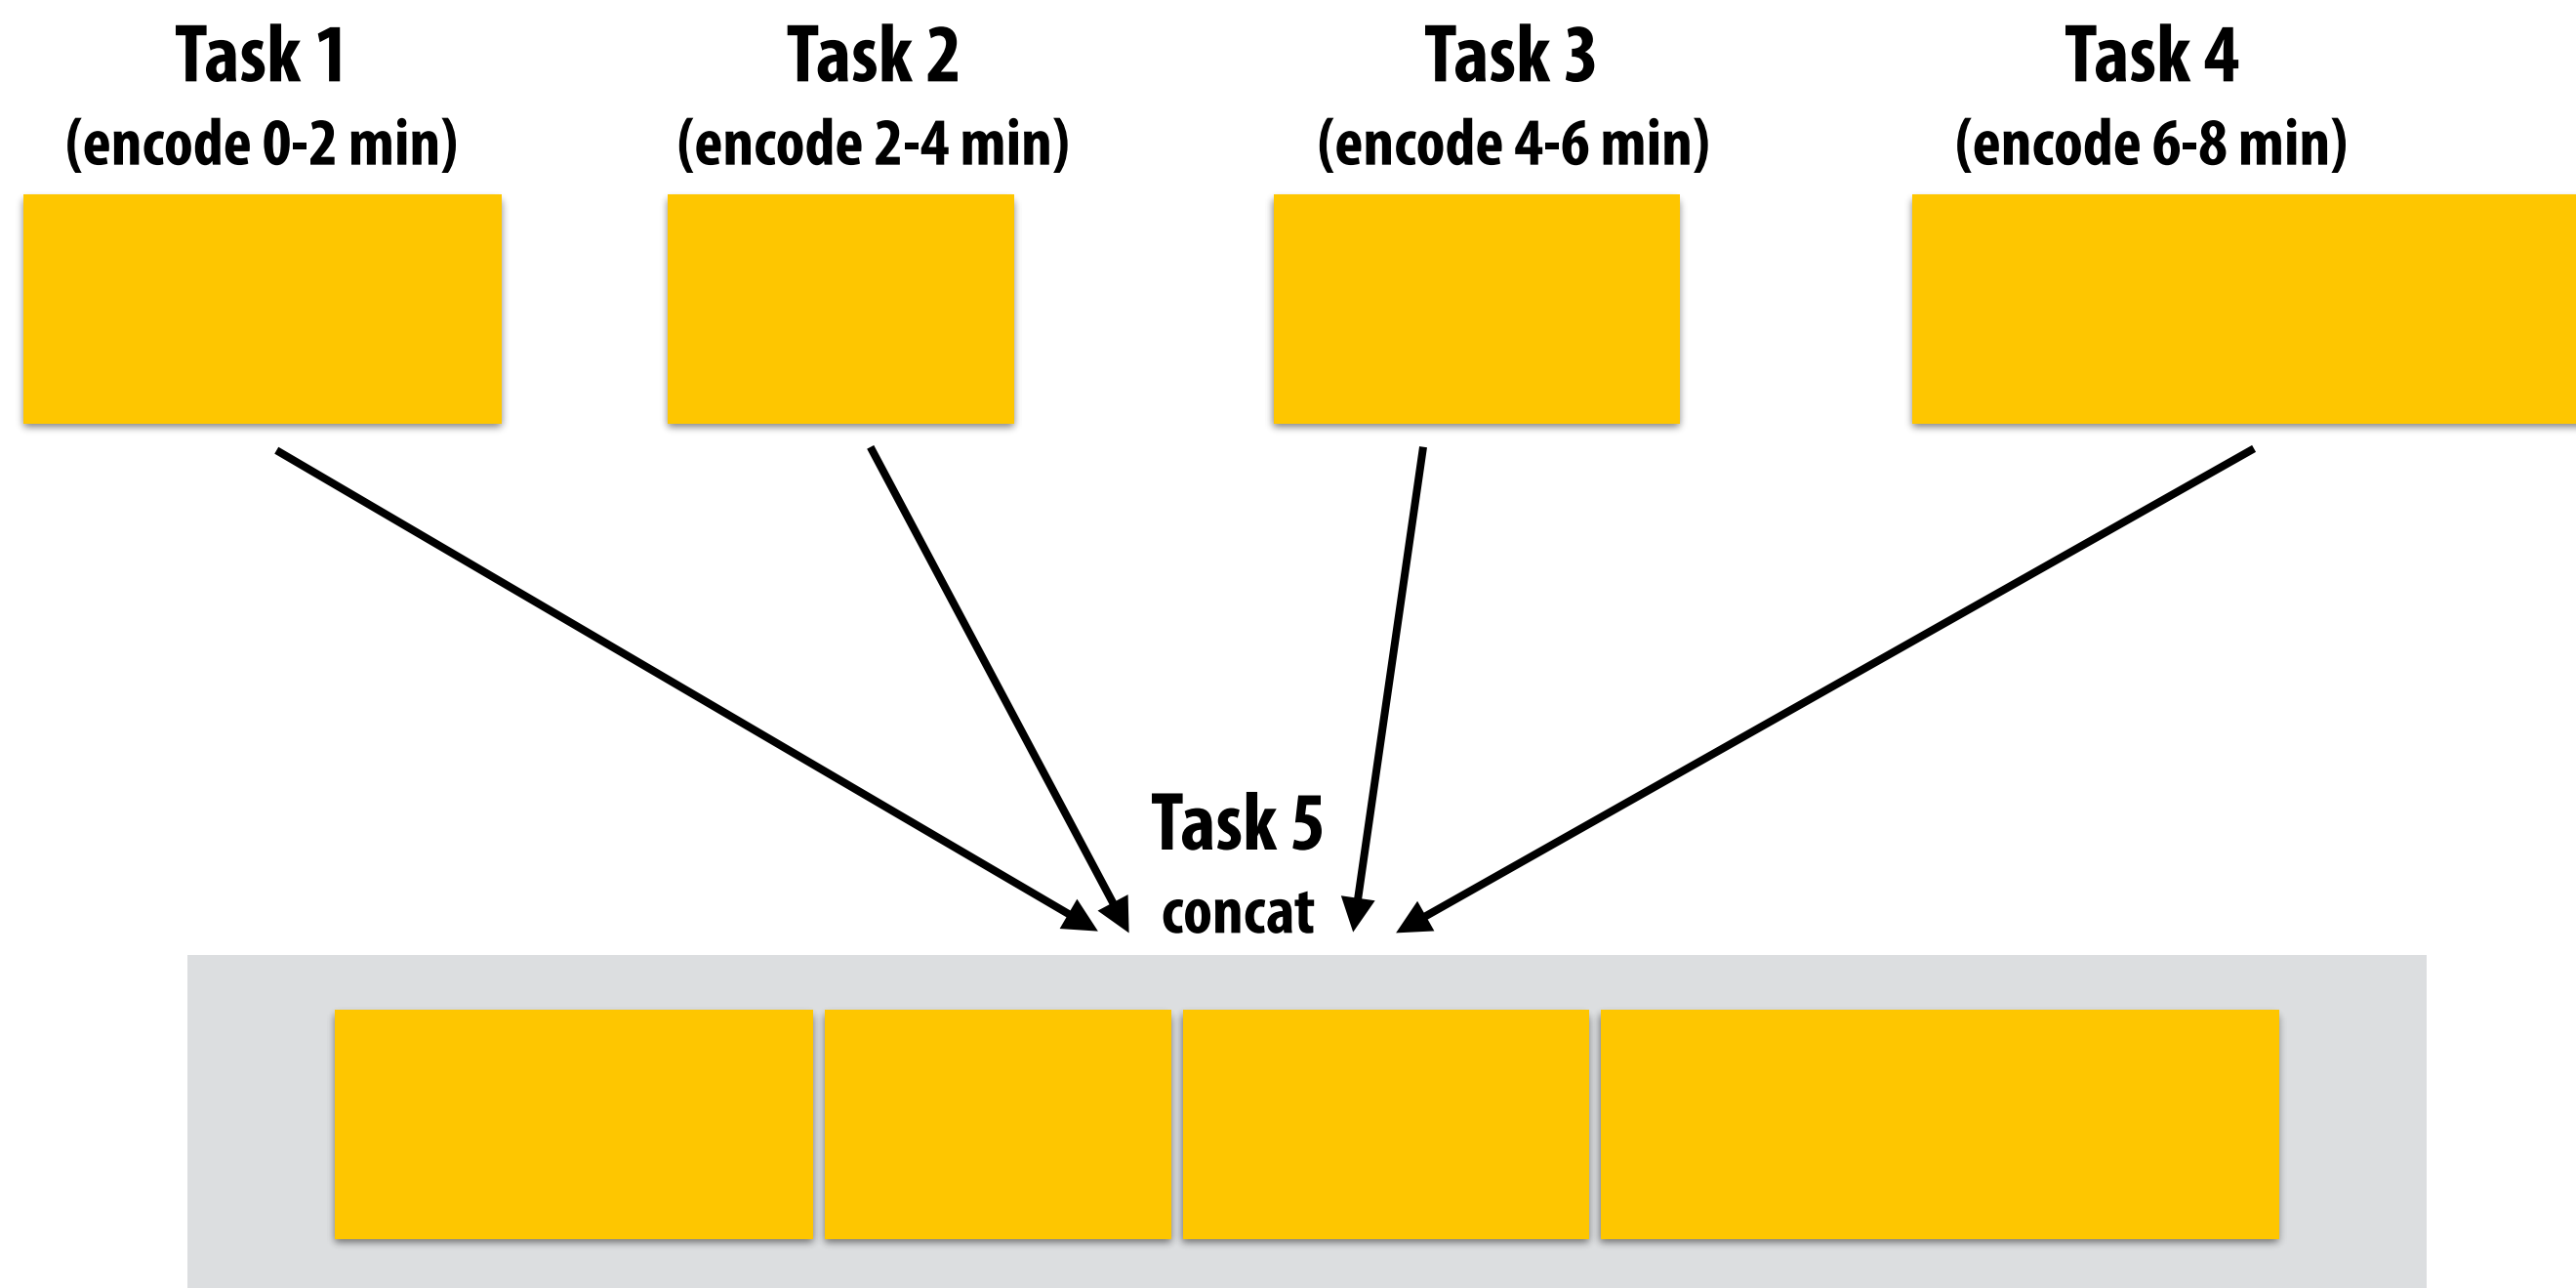 Task 1
(encode 0-2 min)
Task 2
(encode 2-4 min)
Task 3
(encode 4-6 min)
Task 4
(encode 6-8 min)
Task 5
concat